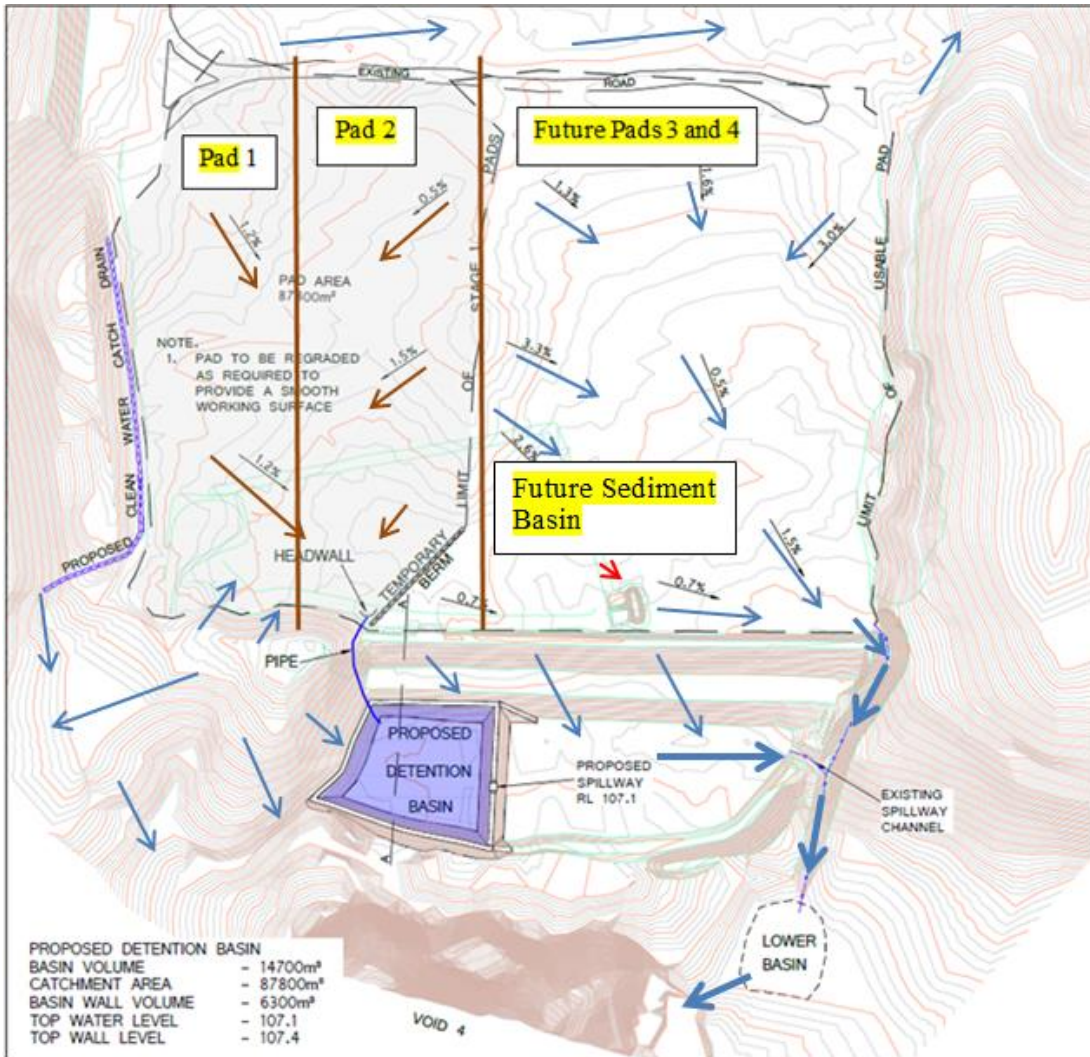 EXISTING
ROAD
Pad 1
Pad 2
Future Pads 3 and 4
PADS
PAD
1.2%
0.5%
1.3%
1.6%
3.0%
USABLE
DRAIN
CATCH
WATER
CLEAN
PROPOSED
PAD AREA
STAGE 1
OF
LIMIT
NOTE.
1. PAD TO BE REGRADED
AS REQUIRED TO
PROVIDE A SMOOTH
WORKING SURFACE
1.5%
3.3%
0.5%
OF
LIMIT
1.2%
2.6%
Future Sediment
Basin
1.5%
HEADWALL
TEMPORARY
BERM
A
0.7%
0.7%
PIPE
PROPOSED
DETENTION
BASIN
PROPOSED
SPILLWAY
RL 107.1
EXISTING
SPILLWAY
CHANNEL
A
LOWER
BASIN
VOID 4
PROPOSED DETENTION BASIN
BASIN VOLUME - 14700m³
CATCHMENT AREA - 87800m²
BASIN WALL VOLUME - 6300m³
TOP WATER LEVEL - 107.1
TOP WALL LEVEL - 107.4